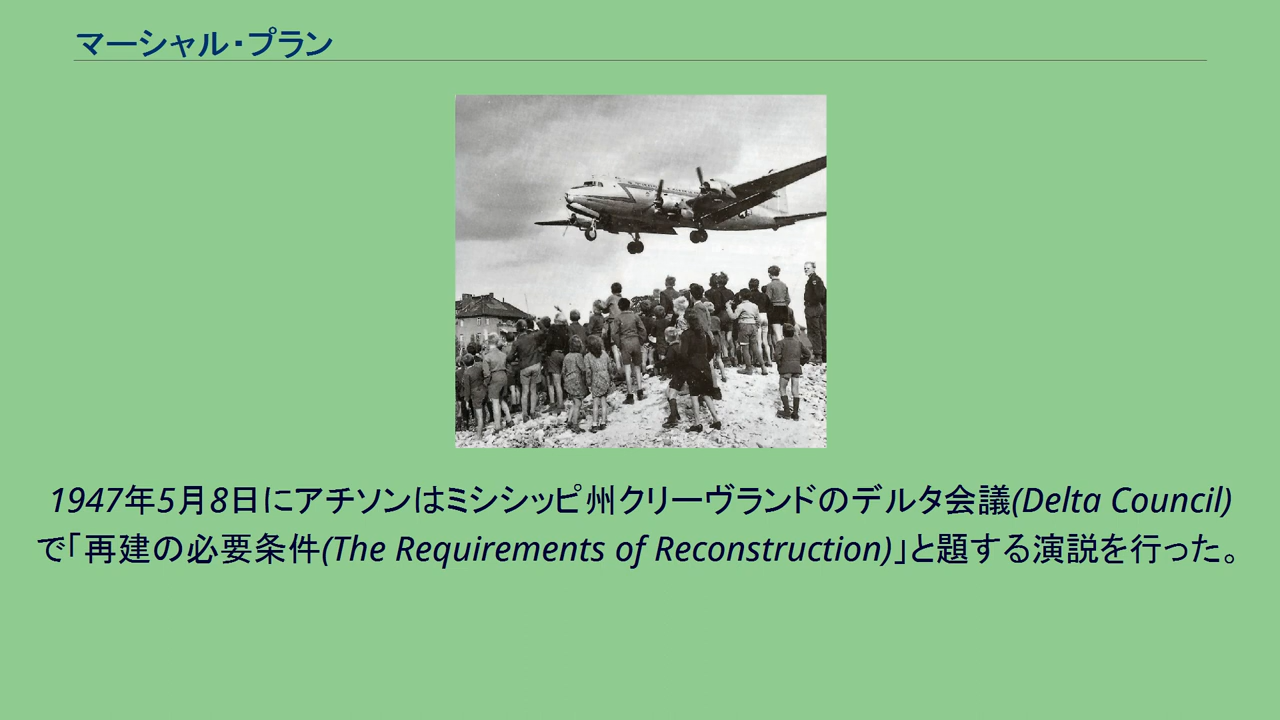 マーシャル・プラン
1947年5月8日にアチソンはミシシッピ州クリーヴランドのデルタ会議(Delta Council)
で「再建の必要条件(The Requirements of Reconstruction)」と題する演説を行った。